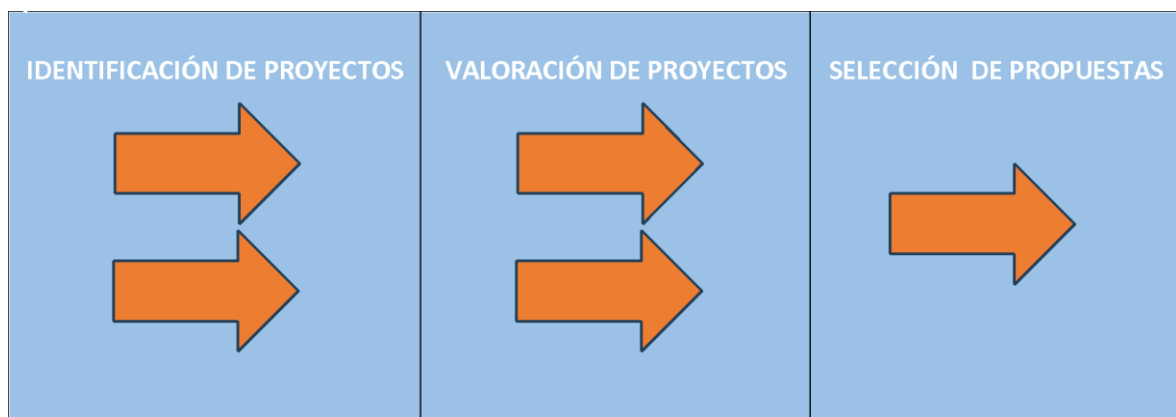 IDENTIFICACIÓN DE PROYECTOS
VALORACIÓN DE PROYECTOS
SELECCIÓN DE PROPUESTAS